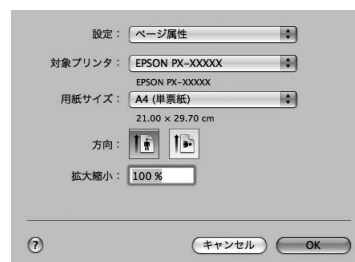 設定： ページ属性
対象プリンタ： EPSON PX-XXXXX
EPSON PX-XXXXX
用紙サイズ： A4 (単票紙)
21.00 × 29.70 cm
方向：
拡大縮小： 100 %
? キャンセル OK